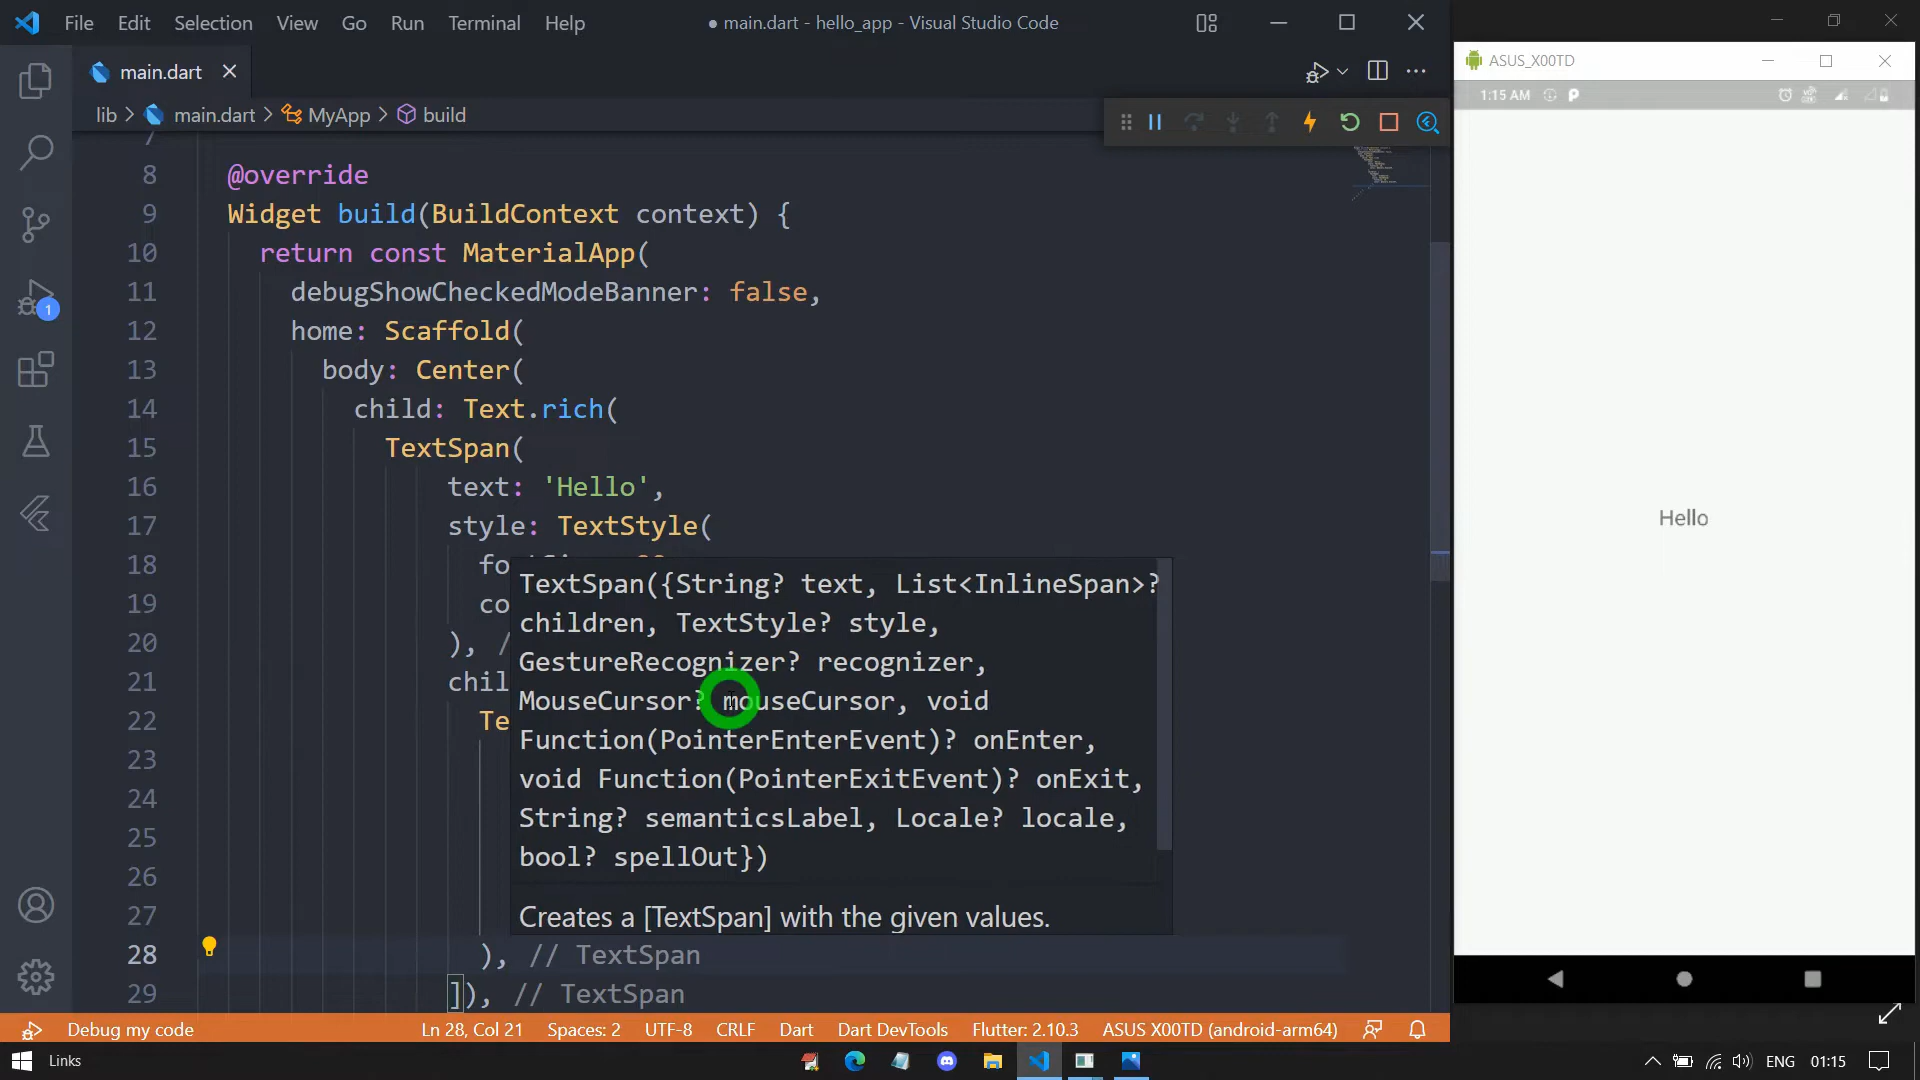 File Edit Selection View Go Run Terminal Help
● main.dart - hello_app - Visual Studio Code
ASUS_X00TD
main.dart
1:15 AM
lib > main.dart > MyApp > build
7
8 @override
9 Widget build(BuildContext context) {
10 return const MaterialApp(
11 debugShowCheckedModeBanner: false,
12 home: Scaffold(
13 body: Center(
14 child: Text.rich(
15 TextSpan(
16 text: 'Hello',
17 style: TextStyle(
18 fo
19 co
20 ), /
21 chil
22 Te
23
24
25
26
27
28 ), // TextSpan
29 ]), // TextSpan
TextSpan({String? text, List<InlineSpan>?
children, TextStyle? style,
GestureRecognizer? recognizer,
MouseCursor? mouseCursor, void
Function(PointerEnterEvent)? onEnter,
void Function(PointerExitEvent)? onExit,
String? semanticsLabel, Locale? locale,
bool? spellOut})
Creates a [TextSpan] with the given values.
1
Hello
Debug my code Ln 28, Col 21 Spaces: 2 UTF-8 CRLF Dart Dart DevTools Flutter: 2.10.3 ASUS X00TD (android-arm64)
Links ENG 01:15